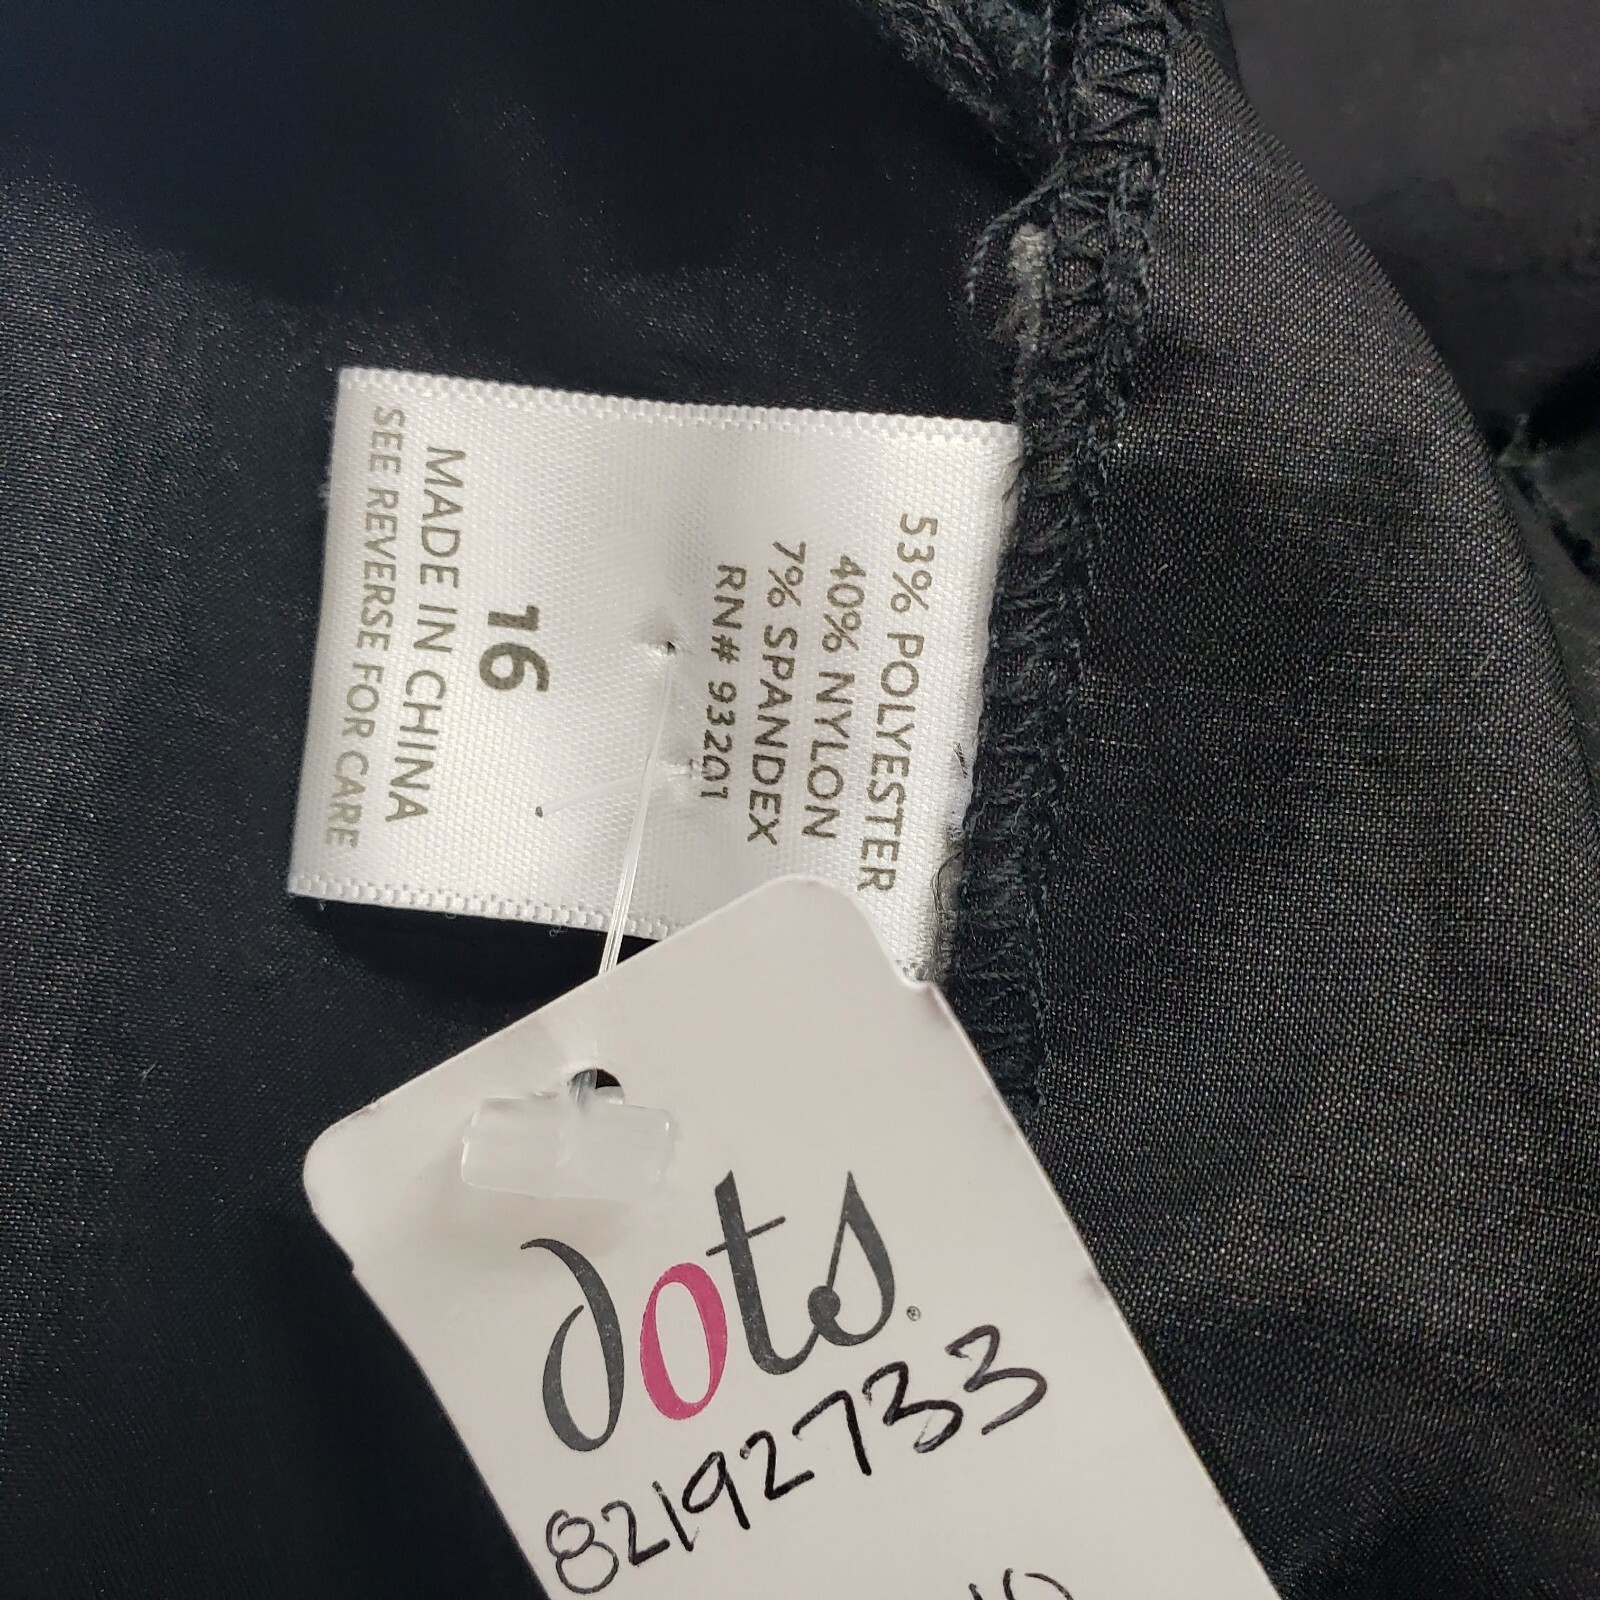 53% POLYESTER
40% NYLON
7% SPANDEX
RN# 93201
16
MADE IN CHINA
SEE REVERSE FOR CARE
dots®
82192733